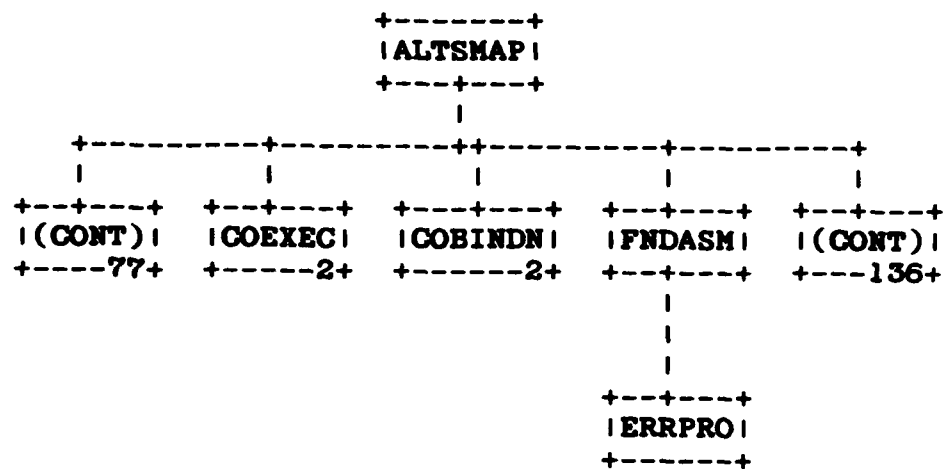 ALTSMAP
(CONT) COEXEC COBINDN FNDASM (CONT)
77 2 2 136
ERRPRO